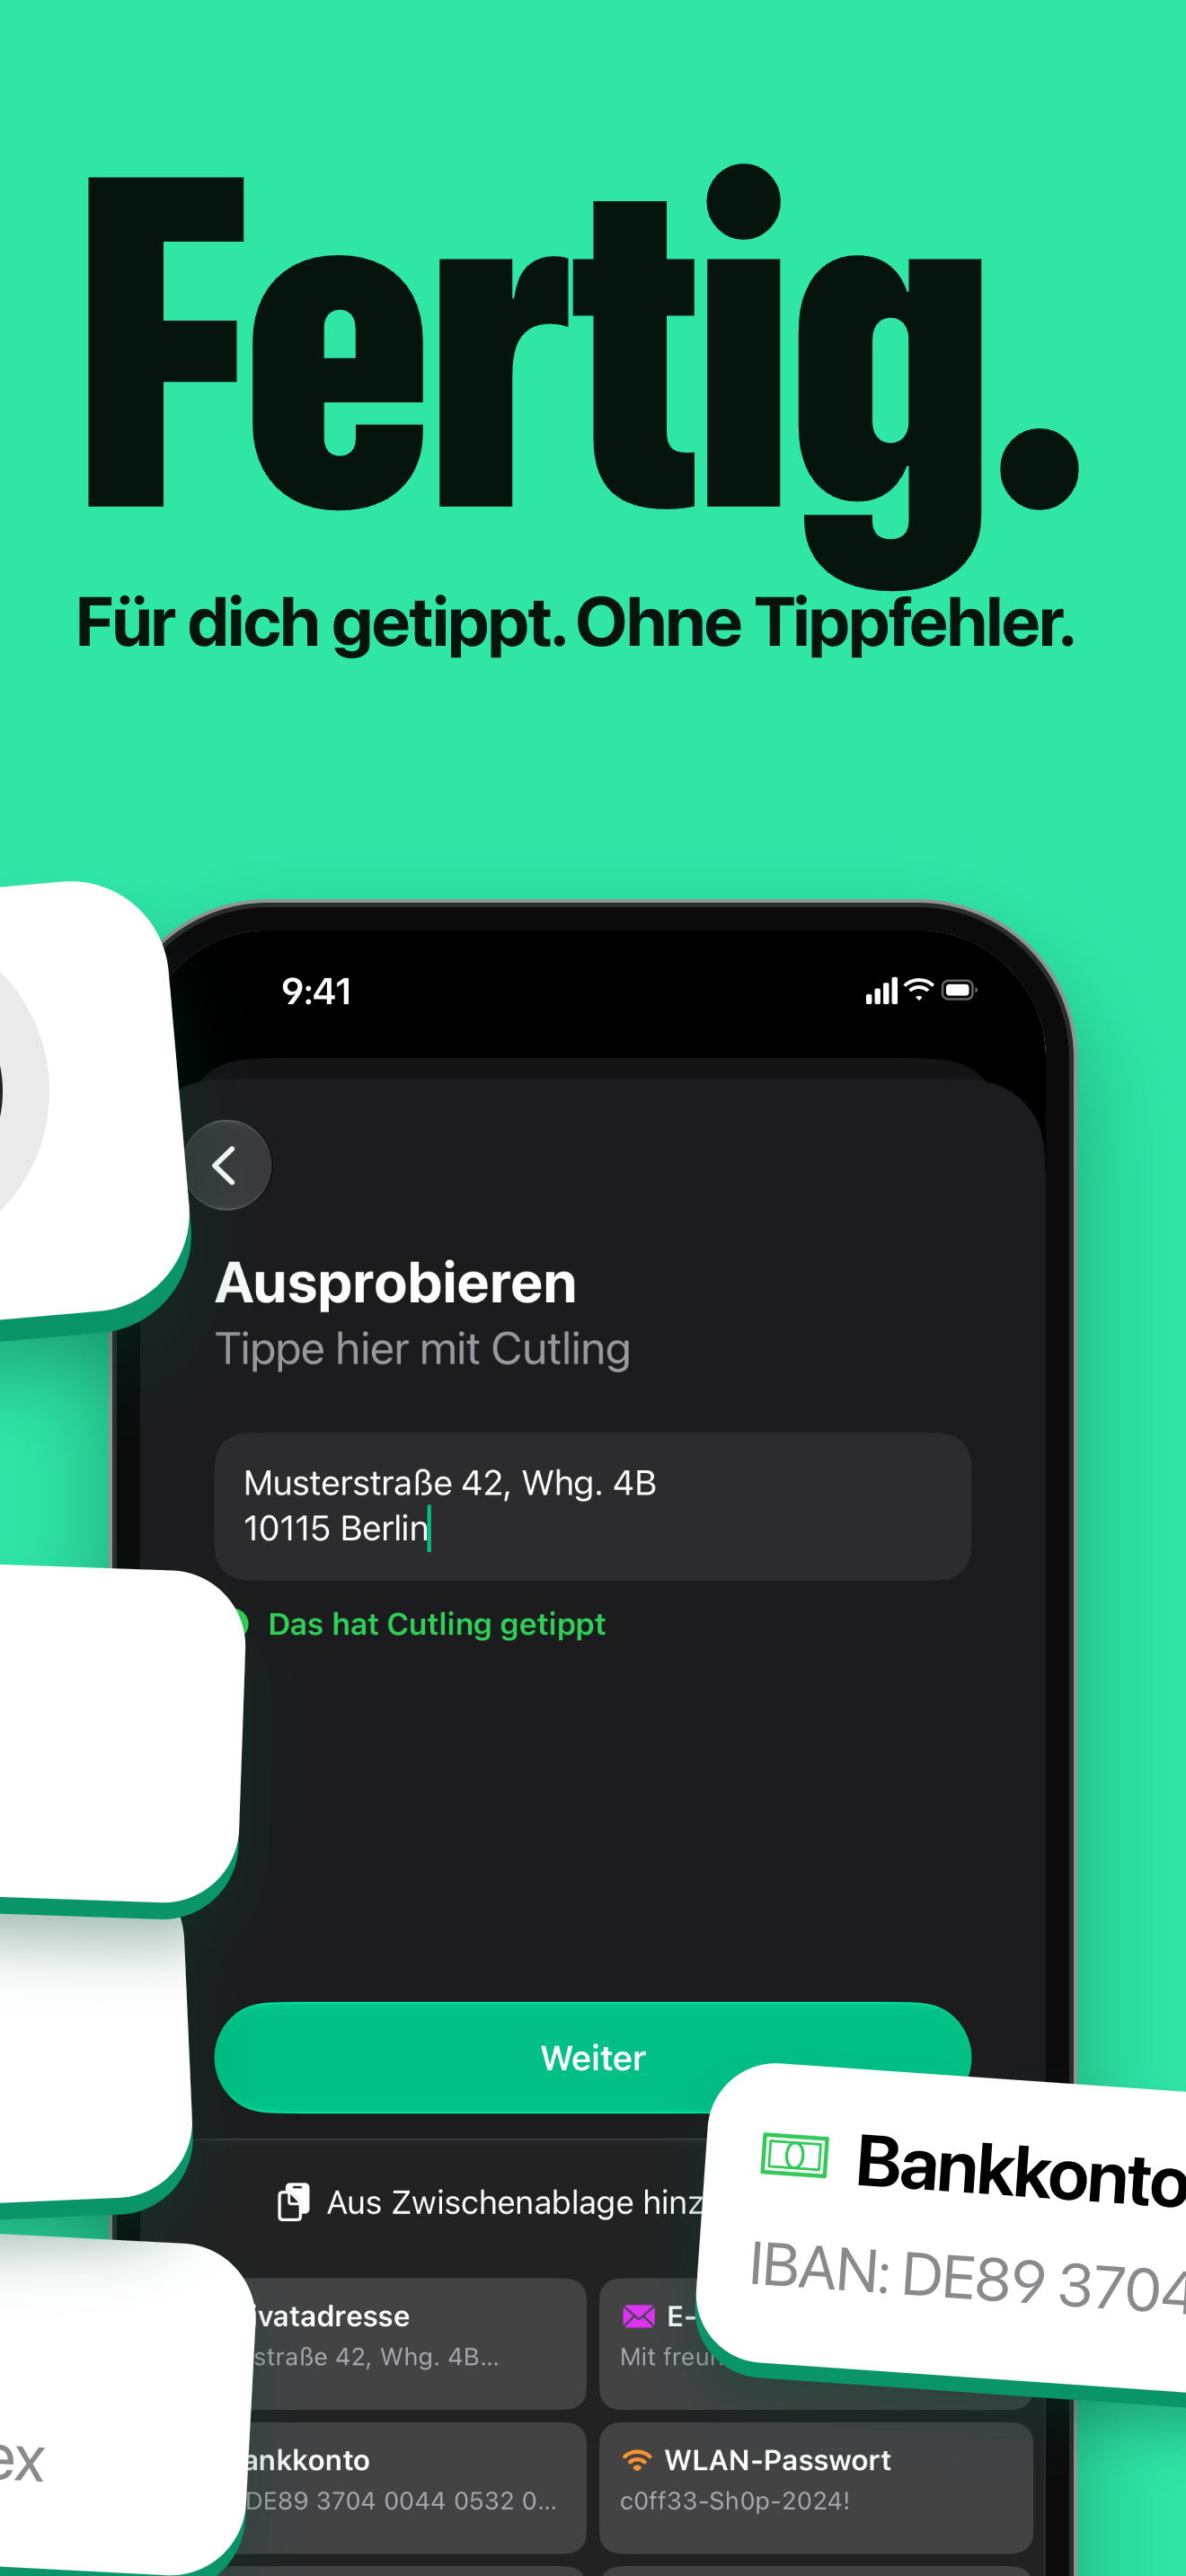 Fertig.
Für dich getippt. Ohne Tippfehler.
9:41
Ausprobieren
Tippe hier mit Cutling
Musterstraße 42, Whg. 4B
10115 Berlin
Das hat Cutling getippt
Weiter
Bankkonto
IBAN: DE89 3704
Aus Zwischenablage hinz
ivatadresse
straße 42, Whg. 4B...
E-
Mit freun
ex
ankkonto
DE89 3704 0044 0532 0...
WLAN-Passwort
c0ff33-Sh0p-2024!